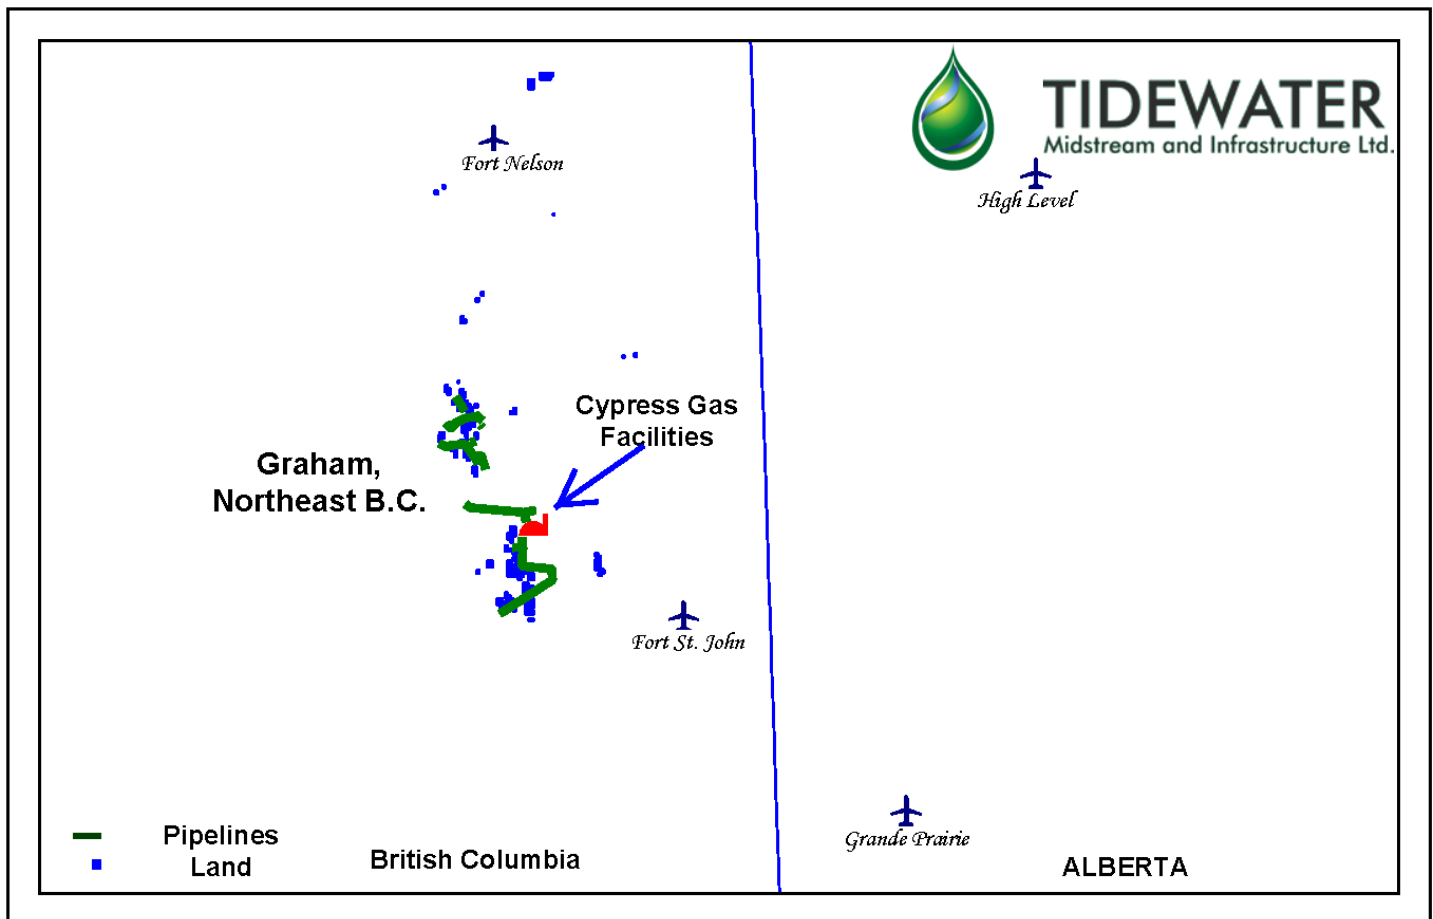 TIDEWATER
Midstream and Infrastructure Ltd.
Fort Nelson
High Level
Cypress Gas
Facilities
Graham,
Northeast B.C.
Fort St. John
Grande Prairie
Pipelines
Land
British Columbia
ALBERTA